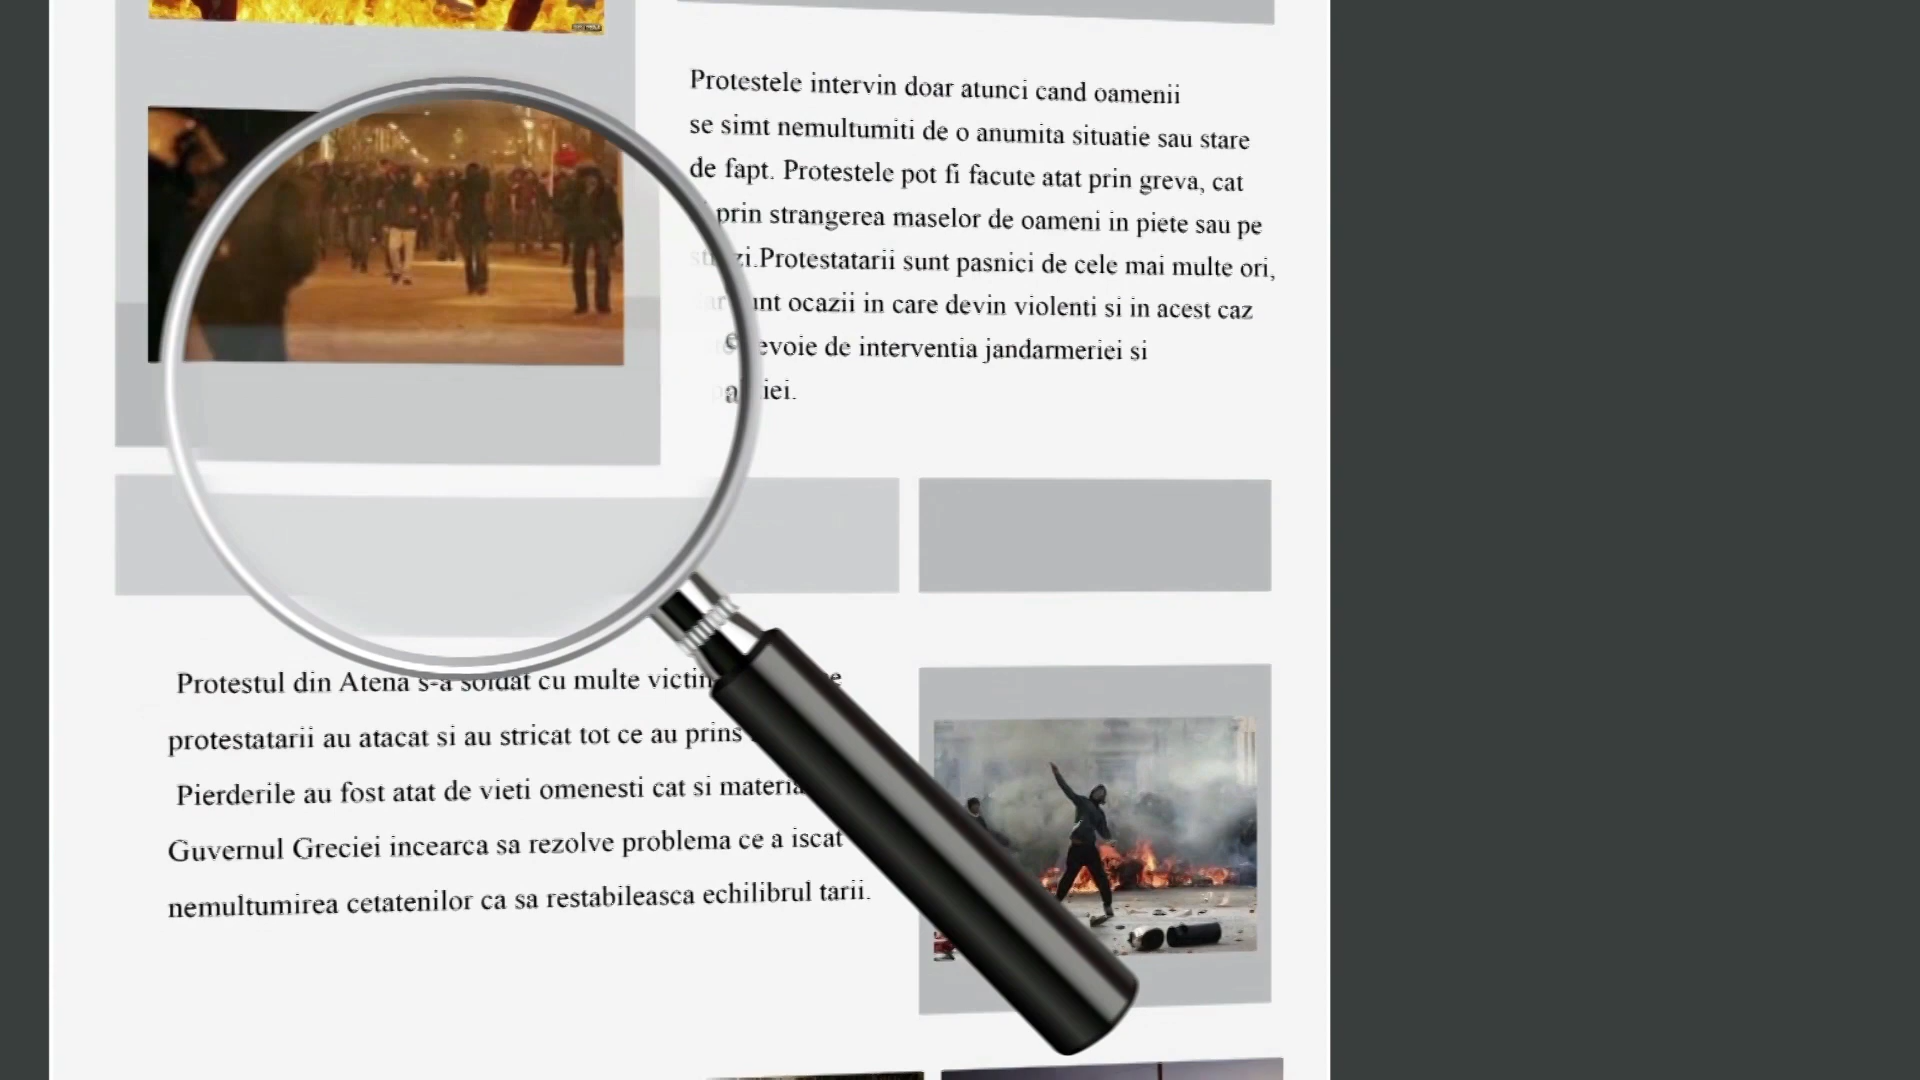 Protestele intervin doar atunci cand oamenii
se simt nemultumiti de o anumita situatie sau stare
de fapt. Protestele pot fi facute atat prin greva, cat
prin strangerea maselor de oameni in piete sau pe
Protestatarii sunt pasnici de cele mai multe ori,
ocazii in care devin violenti si in acest caz
de interventia jandarmeriei si
Protestul din Atena s-a soldat cu multe
protestatarii au atacat si au stricat tot ce au prins
Pierderile au fost atat de vieti omenesti cat si
Guvernul Greciei incearca sa rezolve problema ce a iscat
nemultumirea cetatenilor ca sa restabileasca echilibrul tarii.